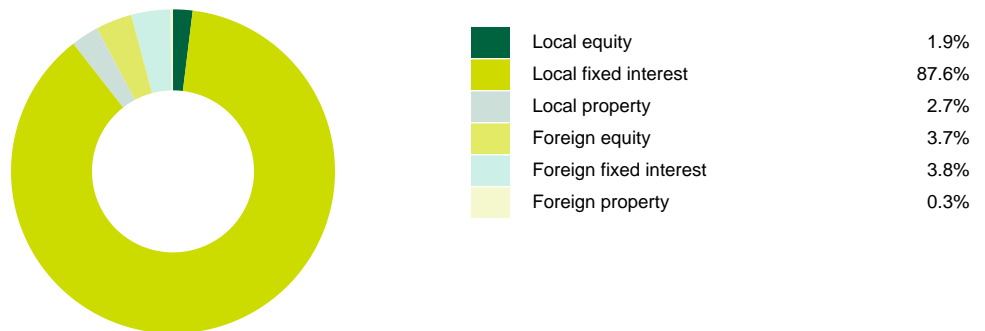 Local equity 1.9%
Local fixed interest 87.6%
Local property 2.7%
Foreign equity 3.7%
Foreign fixed interest 3.8%
Foreign property 0.3%